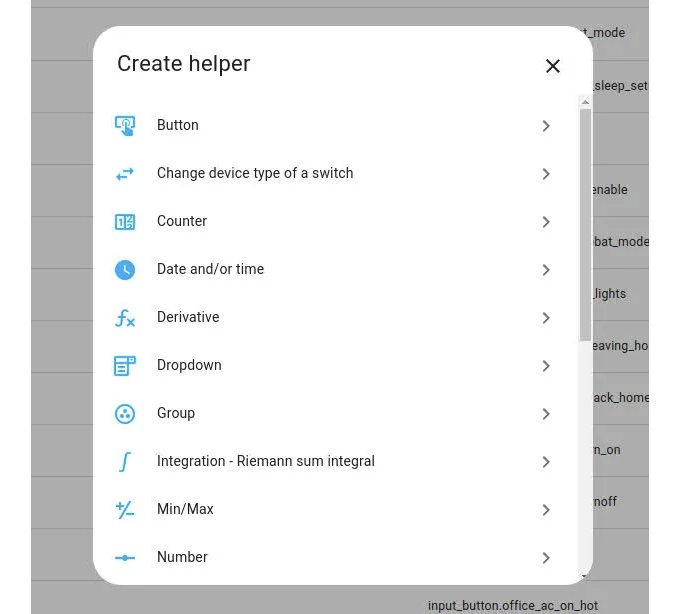 t_mode
Create helper
_sleep_set
Button
Change device type of a switch
enable
Counter
bat_mode
Date and/or time
_lights
Derivative
eaving_ho
Dropdown
ack_home
Group
n_on
Integration - Riemann sum integral
noff
Min/Max
Number
input_button.office_ac_on_hot